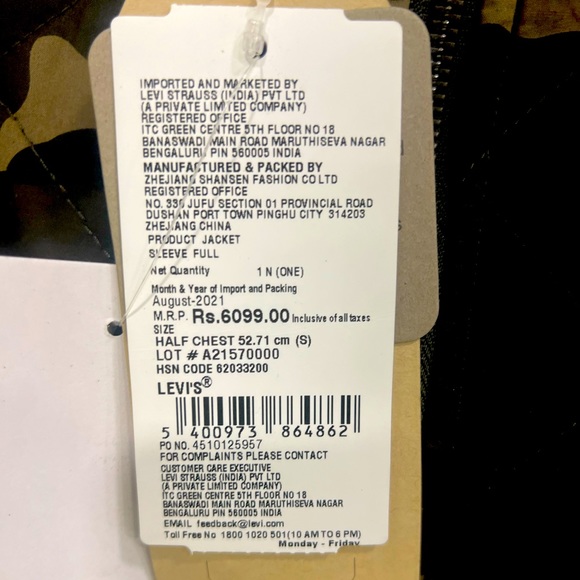 IMPORTED AND MARKETED BY
LEVI STRAUSS (INDIA) PVT LTD
(A PRIVATE LIMITED COMPANY)
REGISTERED OFFICE
ITC GREEN CENTRE 5TH FLOOR NO 18
BANASWADI MAIN ROAD MARUTHISEVA NAGAR
BENGALURU PIN 560005 INDIA
MANUFACTURED & PACKED BY
ZHEJIANG SHANSEN FASHION CO LTD
REGISTERED OFFICE
NO. 336 JUFU SECTION 01 PROVINCIAL ROAD
DUSHAN PORT TOWN PINGHU CITY 314203
ZHEJIANG CHINA
PRODUCT JACKET
SLEEVE FULL
Net Quantity 1 N (ONE)
Month & Year of Import and Packing
August-2021
M.R.P. Rs.6099.00 Inclusive of all taxes
SIZE
HALF CHEST 52.71 cm (S)
LOT # A21570000
HSN CODE 62033200
LEVI'S®
5 400973 864862
PO NO. 4510125957
FOR COMPLAINTS PLEASE CONTACT
CUSTOMER CARE EXECUTIVE
LEVI STRAUSS (INDIA) PVT LTD
(A PRIVATE LIMITED COMPANY)
ITC GREEN CENTRE 5TH FLOOR NO 18
BANASWADI MAIN ROAD MARUTHISEVA NAGAR
BENGALURU PIN 560005 INDIA
EMAIL feedback@levi.com
Toll Free No 1800 1020 501(10 AM TO 6 PM)
Monday - Friday